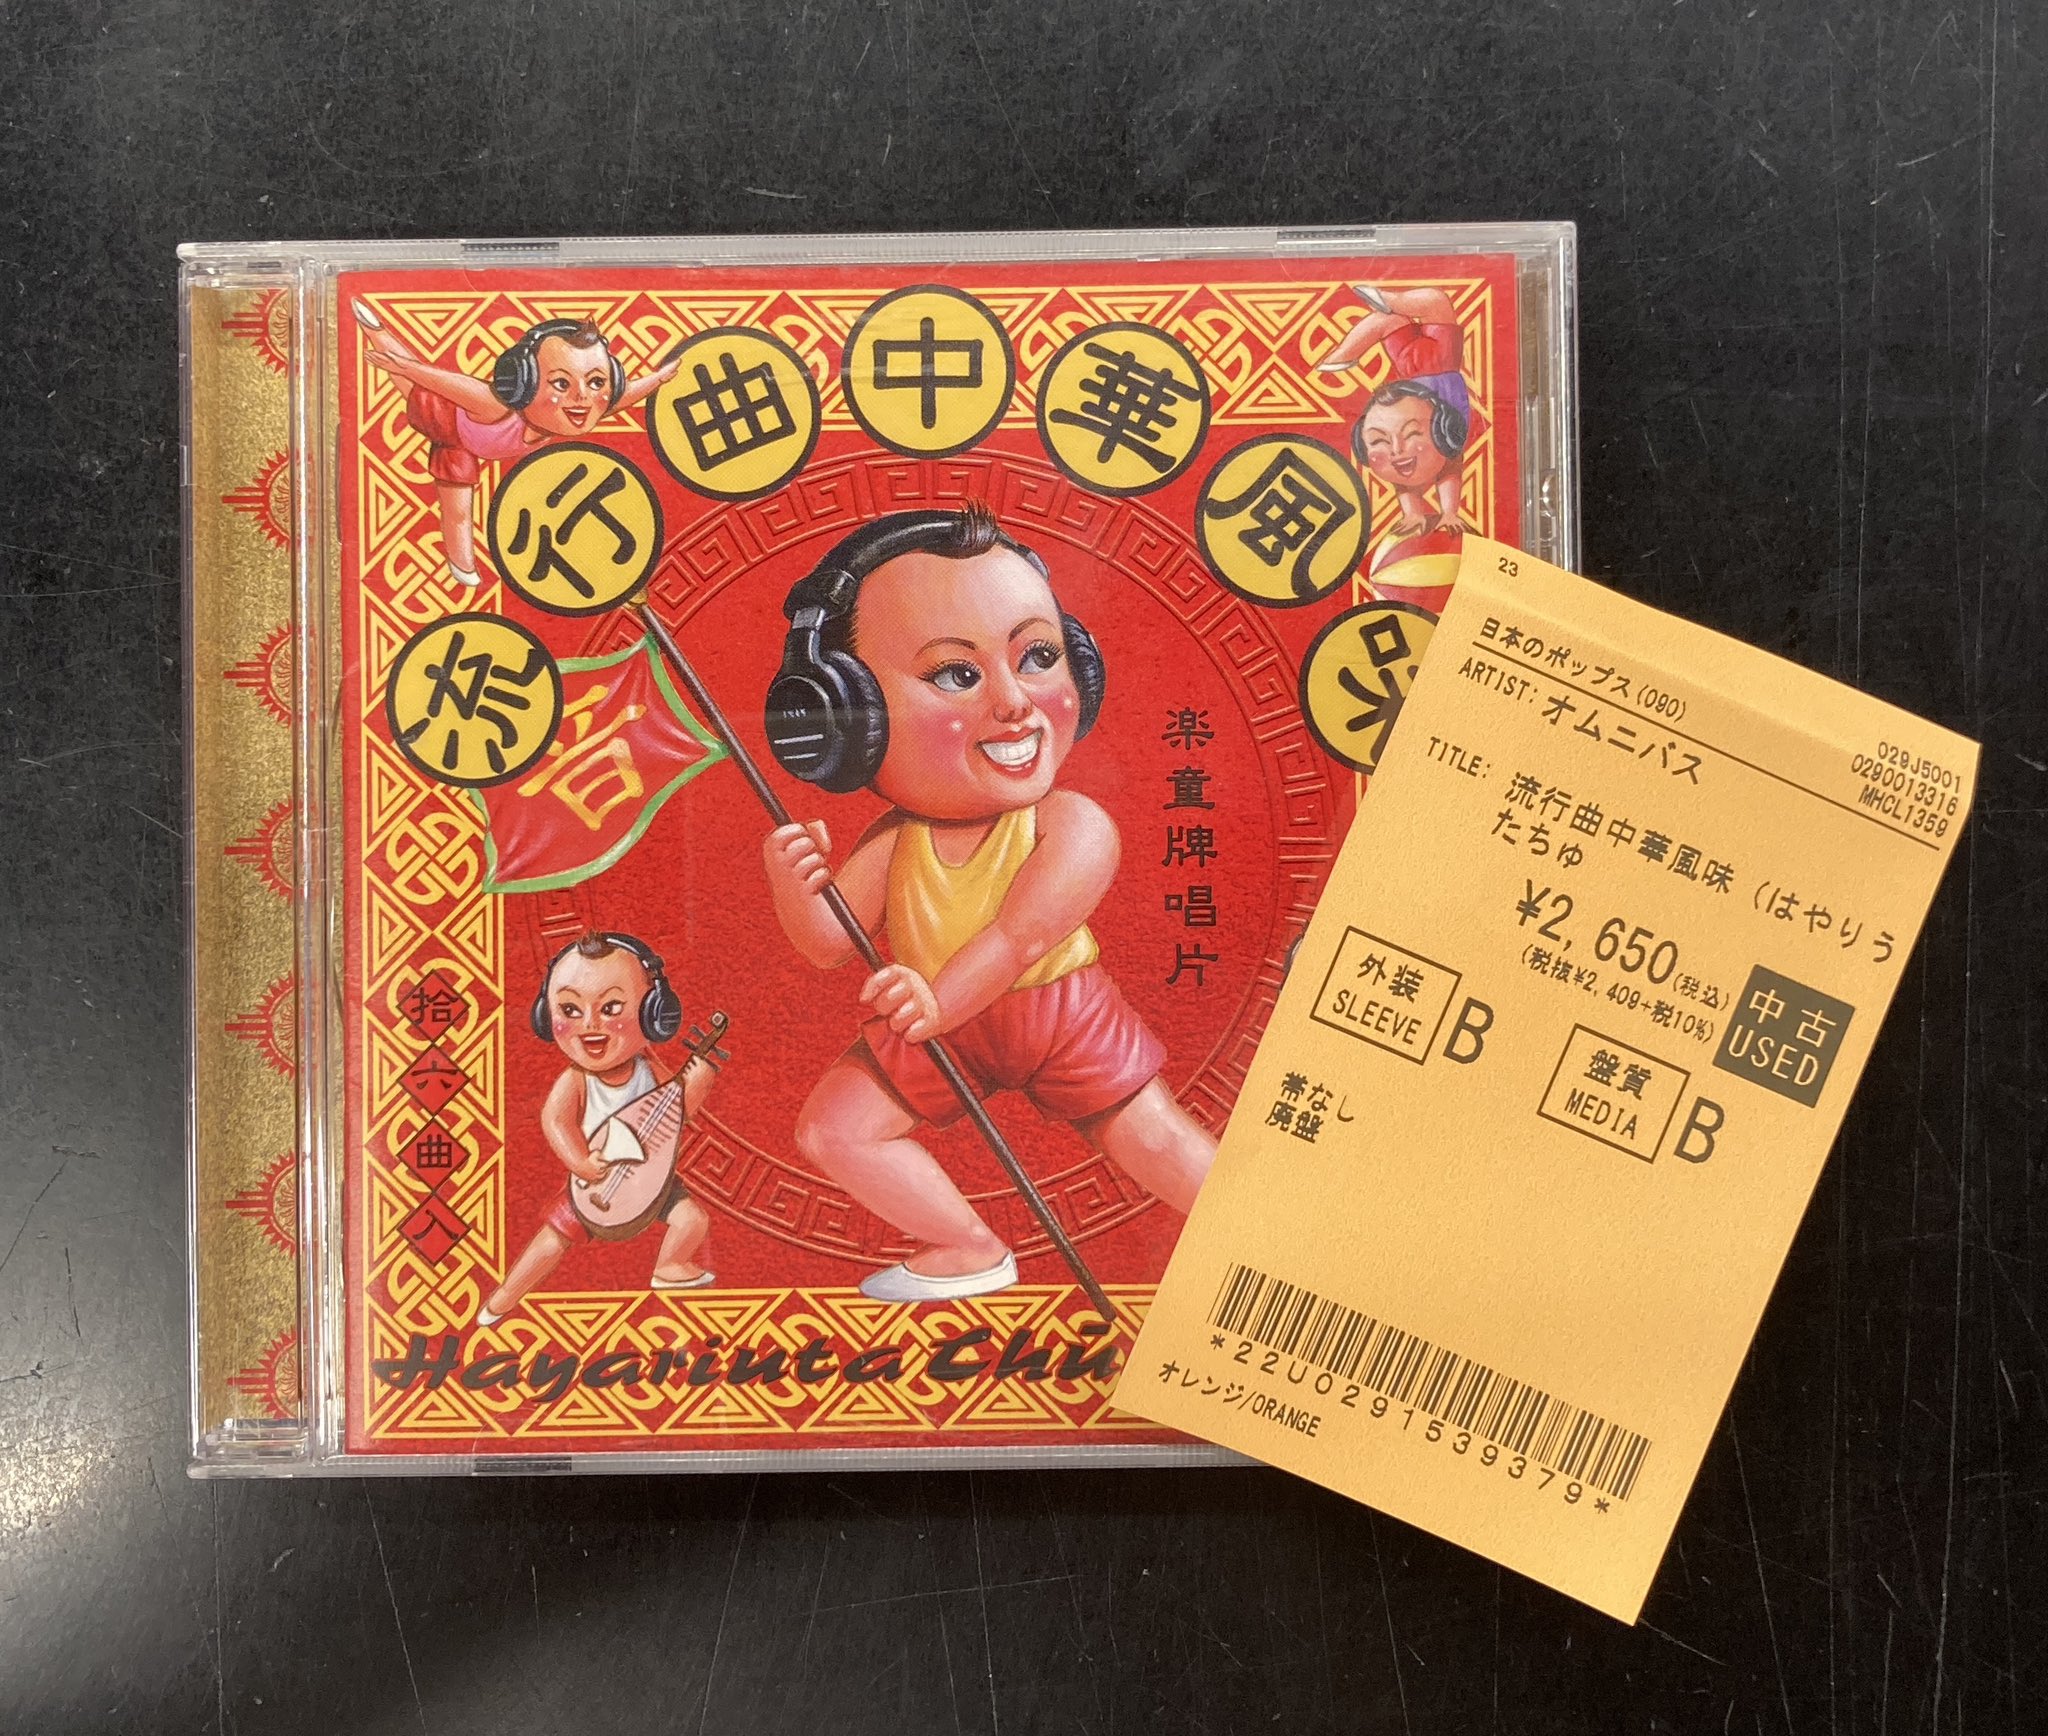 流行曲中華風味
音
楽童牌唱片
拾六曲入
Hayariuta Chū
23
日本のポップス(090)
ARTIST: オムニバス
029J5001
0290013316
MHCL1359
TITLE: 流行曲中華風味 (はやりう
たちゅ
¥2,650(税込)
(税抜¥2,409+税10%)
中古
USED
外装
SLEEVE
B
盤質
MEDIA
B
帯なし
廃盤
*22U0291539379*
オレンジ/ORANGE